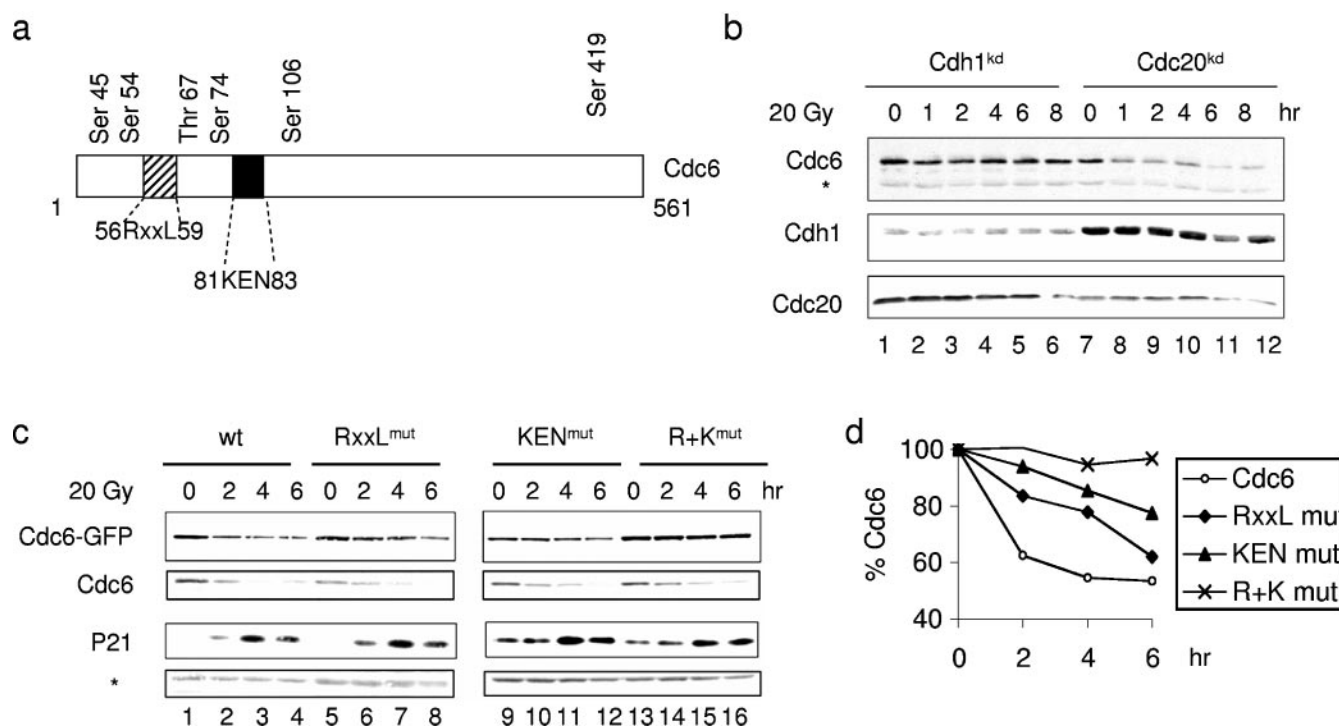 a
Ser 45
Ser 54
Thr 67
Ser 74
Ser 106
Ser 419
Cdc6
1
561
56RxxL59
81KEN83
b
Cdh1kd Cdc20kd
20 Gy 0 1 2 4 6 8 0 1 2 4 6 8 hr
Cdc6
*
Cdh1
Cdc20
1 2 3 4 5 6 7 8 9 10 11 12
c
wt RxxLmut KENmut R+Kmut
20 Gy 0 2 4 6 0 2 4 6 0 2 4 6 0 2 4 6 hr
Cdc6-GFP
Cdc6
P21
*
1 2 3 4 5 6 7 8 9 10 11 12 13 14 15 16
d
% Cdc6
100
80
60
40
0 2 4 6 hr
Cdc6
RxxL mut
KEN mut
R+K mut